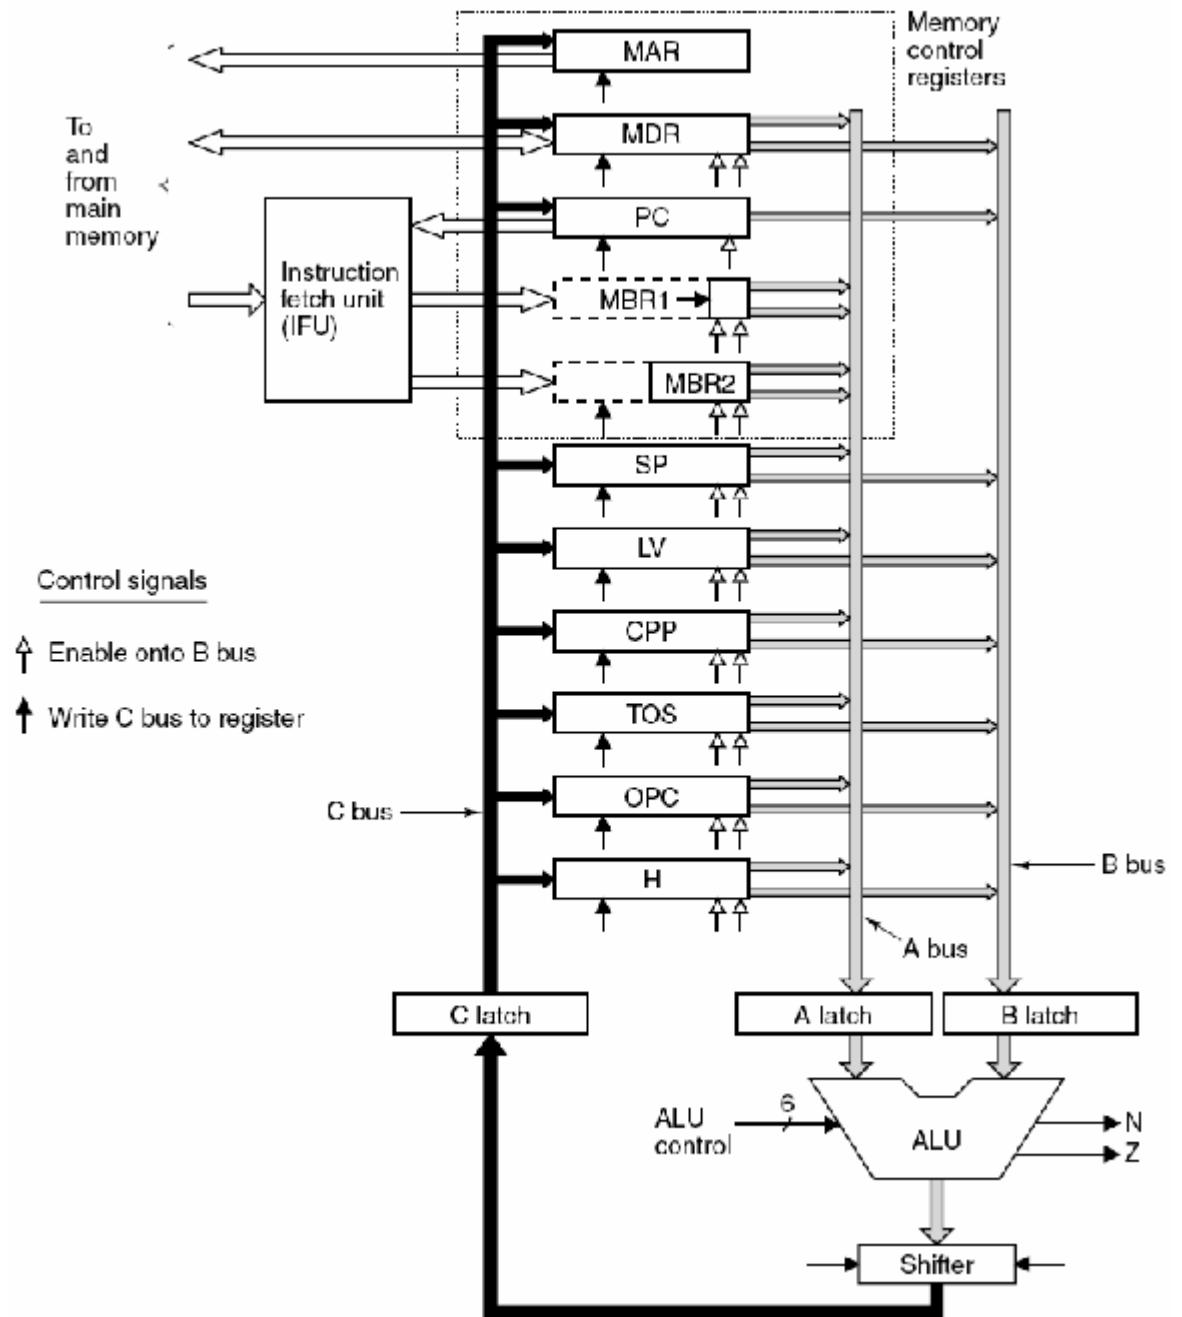 Memory
control
registers
MAR
MDR
PC
MBR1
MBR2
SP
LV
CPP
TOS
OPC
H
To
and
from
main
memory
Instruction
fetch unit
(IFU)
Control signals
Enable onto B bus
Write C bus to register
C bus
B bus
A bus
C latch
A latch
B latch
ALU
control
6
ALU
N
Z
Shifter